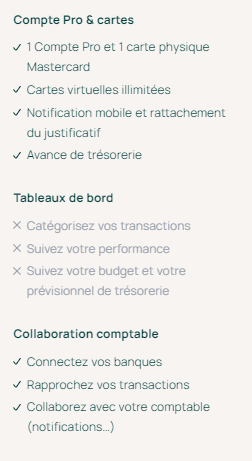 Compte Pro & cartes
✓ 1 Compte Pro et 1 carte physique
Mastercard
✓ Cartes virtuelles illimitées
✓ Notification mobile et rattachement
du justificatif
✓ Avance de trésorerie
Tableaux de bord
✕ Catégorisez vos transactions
✕ Suivez votre performance
✕ Suivez votre budget et votre
prévisionnel de trésorerie
Collaboration comptable
✓ Connectez vos banques
✓ Rapprochez vos transactions
✓ Collaborez avec votre comptable
(notifications...)